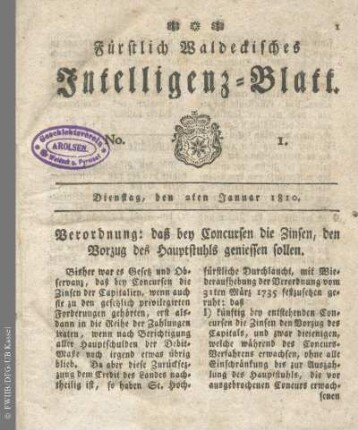 1
Fürstlich Waldeckisches
Intelligenz-Blatt.
Geschichtsverein
AROLSEN.
Waldeck u. Pyrmont
No. 1.
Dienstag, den 2ten Januar 1810.
Verordnung: daß bey Concursen die Zinsen, den
Vorzug des Hauptstuhls geniessen sollen.
Bisher war es Gesetz und Ob-
servanz, daß bey Concursen die
Zinsen der Capitalien, wenn auch
sie zu den gesetzlich privilegirten
Forderungen gehörten, erst als-
dann in die Reihe der Zahlungen
traten, wenn nach Berichtigung
aller Hauptschulden der Debit-
Maße noch irgend etwas übrig
blieb. Da aber diese Zurückset-
zung dem Credit des Landes nach-
theilig ist, so haben Se. Hoch-
fürstliche Durchlaucht, mit Wie-
deraufhebung der Verordnung vom
31ten März 1735 festzusehen ge-
ruhet: daß
1) künftig bey entstehenden Con-
cursen die Zinsen den Vorzug des
Capitals, und zwar diejenigen,
welche während des Concurs-
Verfahrens erwachsen, ohne alle
Einschränkung bis zur Auszah-
lung des Hauptstuhls, die vor
ausgebrochenen Concurs erwach-
senen
© FWHB-DFG-UB Kassel